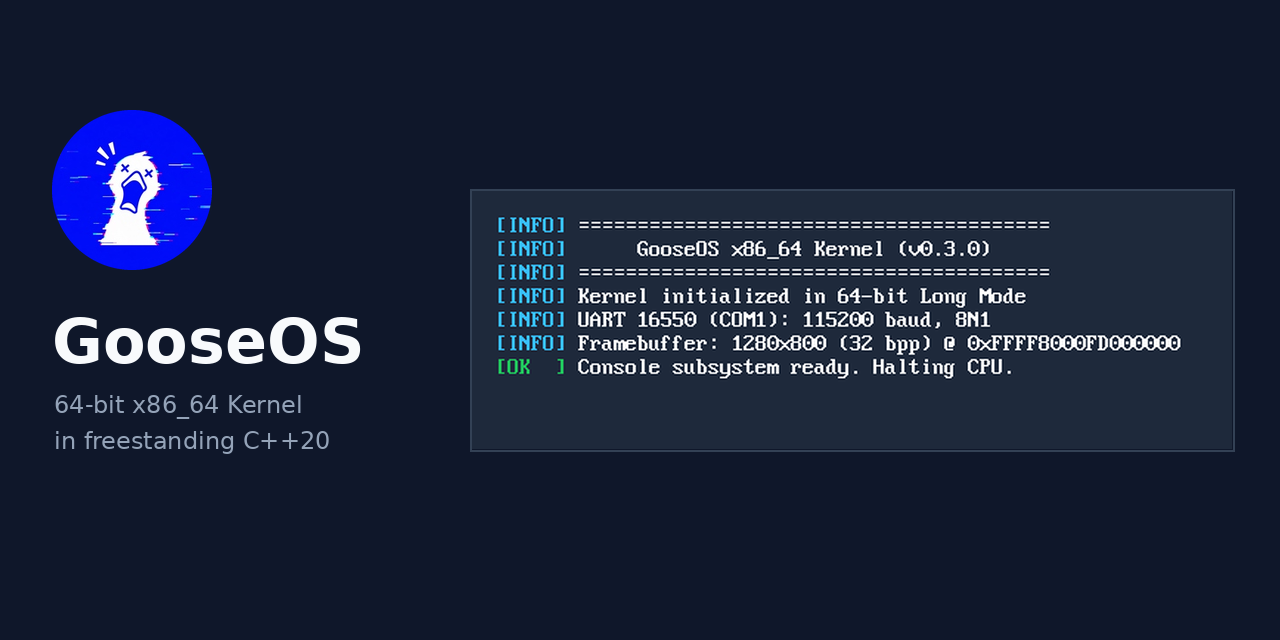 GooseOS
64-bit x86_64 Kernel
in freestanding C++20
[INFO] ========================================
[INFO]      GooseOS x86_64 Kernel (v0.3.0)
[INFO] ========================================
[INFO] Kernel initialized in 64-bit Long Mode
[INFO] UART 16550 (COM1): 115200 baud, 8N1
[INFO] Framebuffer: 1280x800 (32 bpp) @ 0xFFFF8000FD000000
[OK  ] Console subsystem ready. Halting CPU.